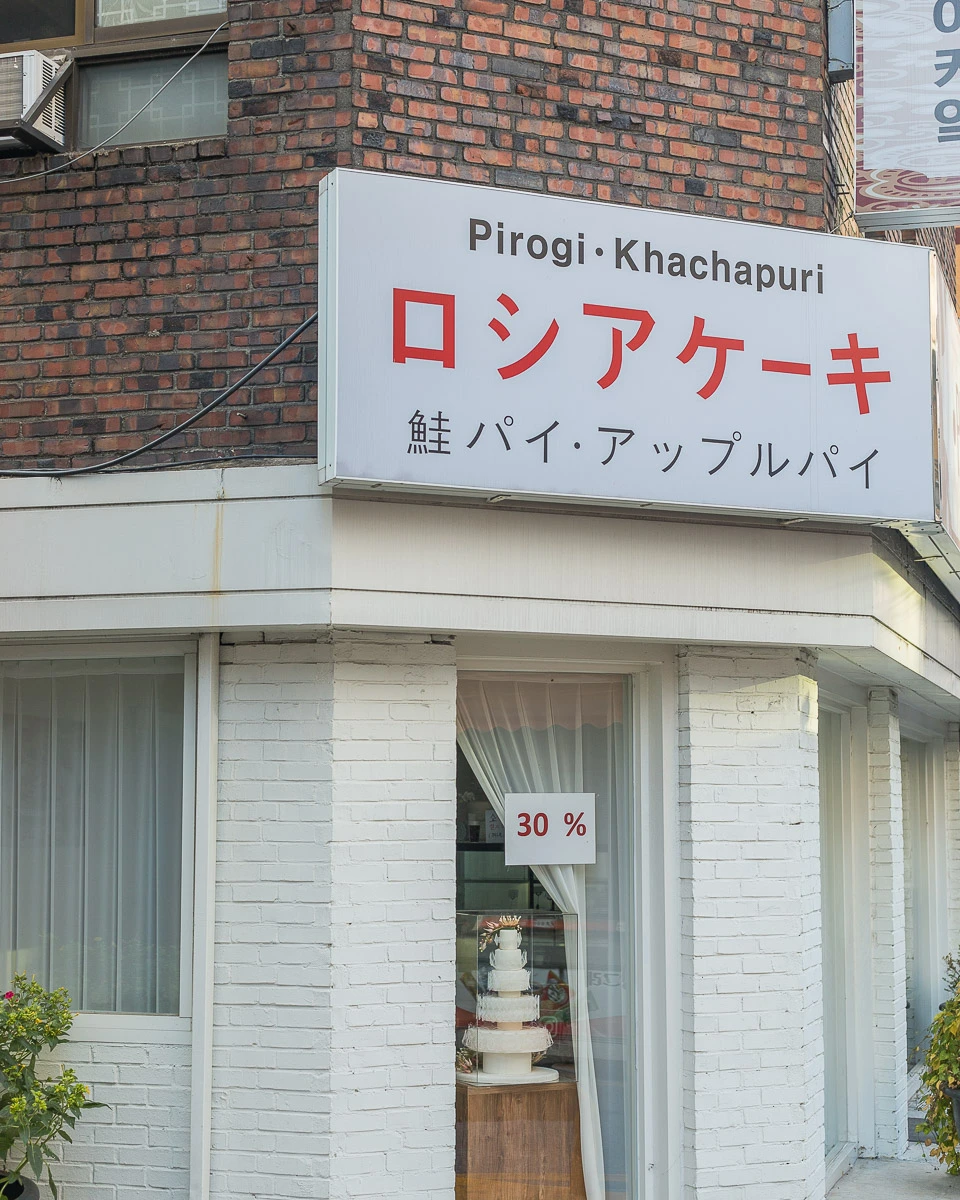 Pirogi・Khachapuri
ロシアケーキ
鮭パイ・アップルパイ
30 %